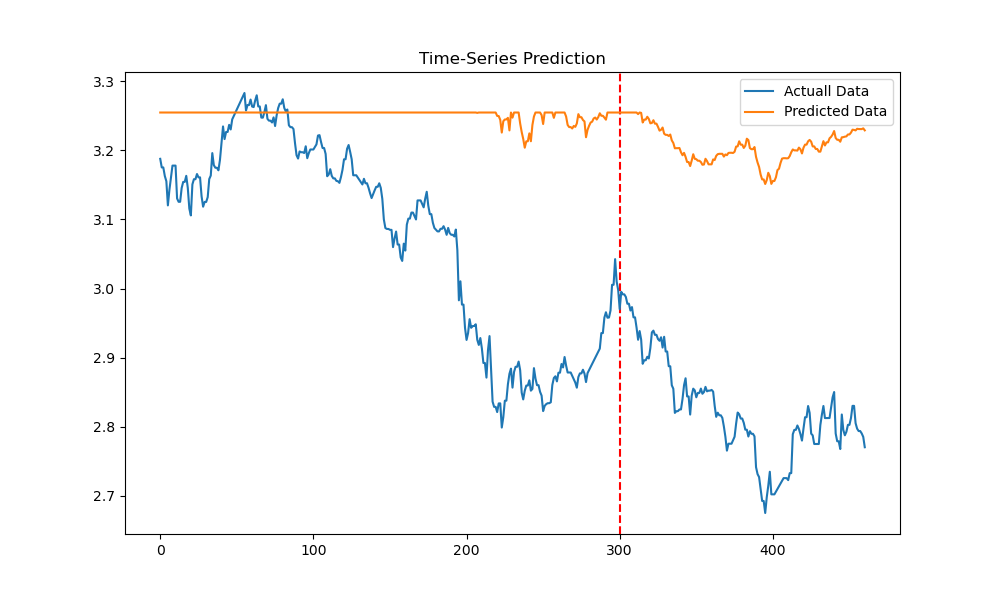 Time-Series Prediction
Actuall Data
Predicted Data
3.3
3.2
3.1
3.0
2.9
2.8
2.7
0 100 200 300 400